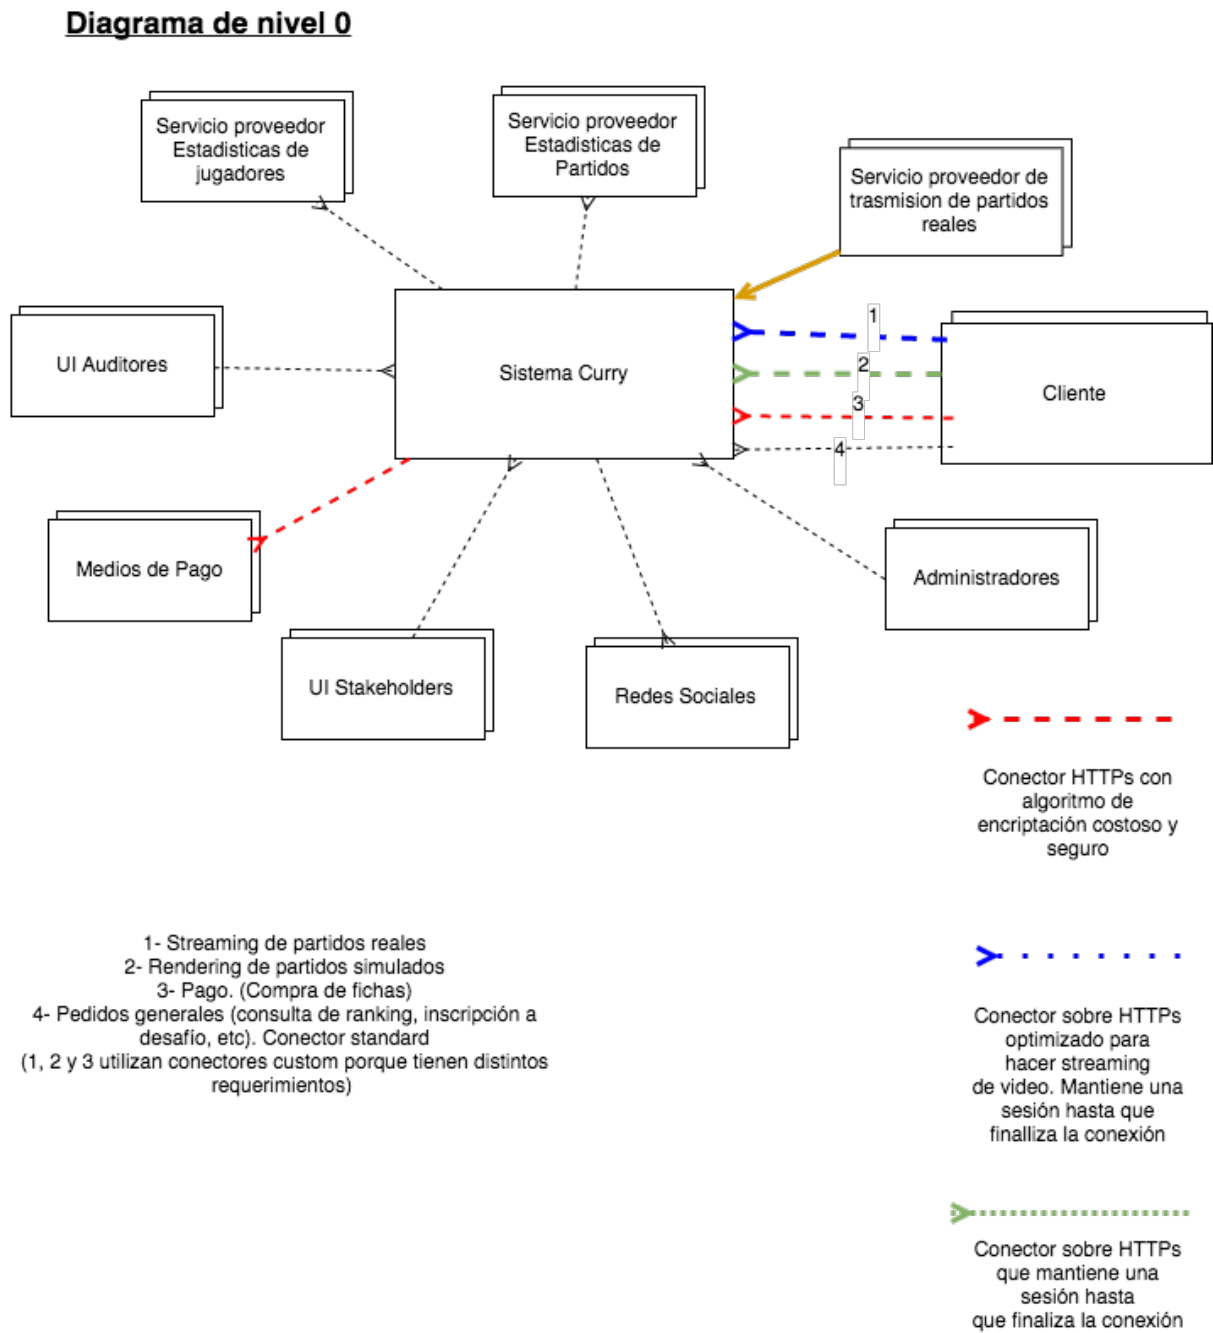 Diagrama de nivel 0
Servicio proveedor
Estadisticas de
jugadores
Servicio proveedor
Estadisticas de
Partidos
Servicio proveedor de
trasmision de partidos
reales
UI Auditores
Sistema Curry
1
2
3
4
Cliente
Medios de Pago
Administradores
UI Stakeholders
Redes Sociales
Conector HTTPs con
algoritmo de
encriptación costoso y
seguro
1- Streaming de partidos reales
2- Rendering de partidos simulados
3- Pago. (Compra de fichas)
4- Pedidos generales (consulta de ranking, inscripción a
desafío, etc). Conector standard
(1, 2 y 3 utilizan conectores custom porque tienen distintos
requerimientos)
Conector sobre HTTPs
optimizado para
hacer streaming
de video. Mantiene una
sesión hasta que
finalliza la conexión
Conector sobre HTTPs
que mantiene una
sesión hasta
que finaliza la conexión